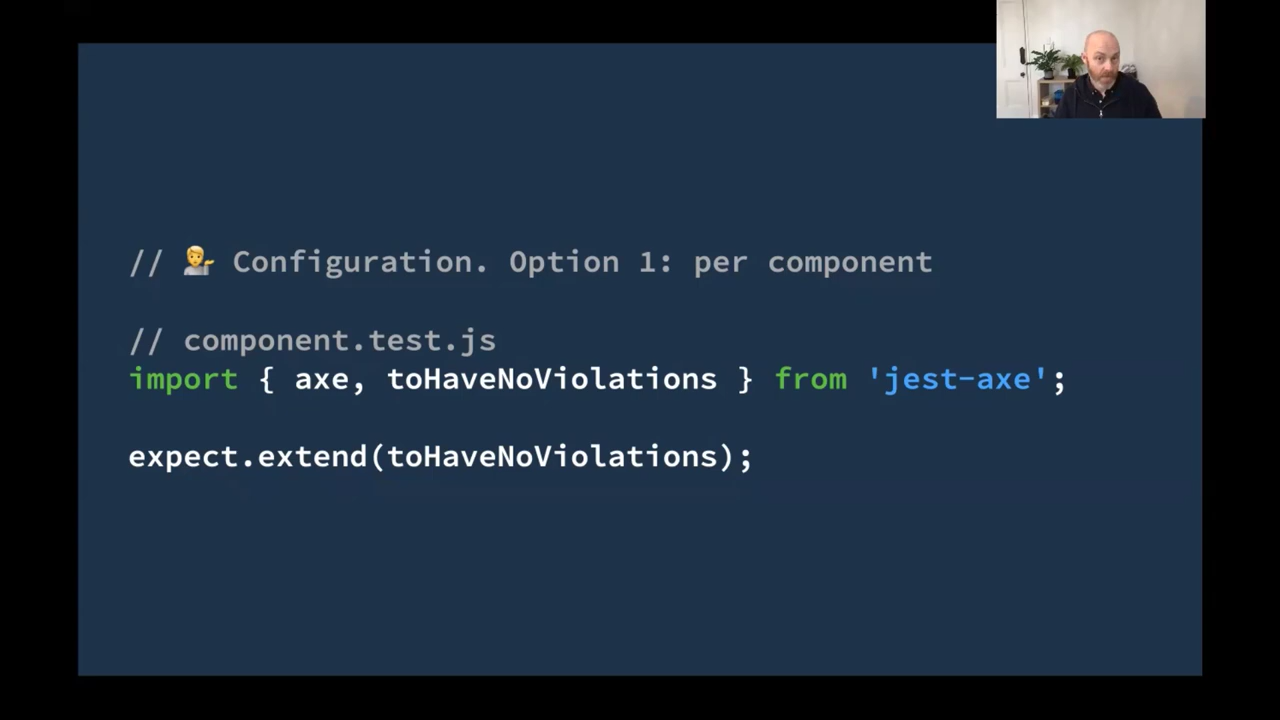 // 💁 Configuration. Option 1: per component
// component.test.js
import { axe, toHaveNoViolations } from 'jest-axe';
expect.extend(toHaveNoViolations);